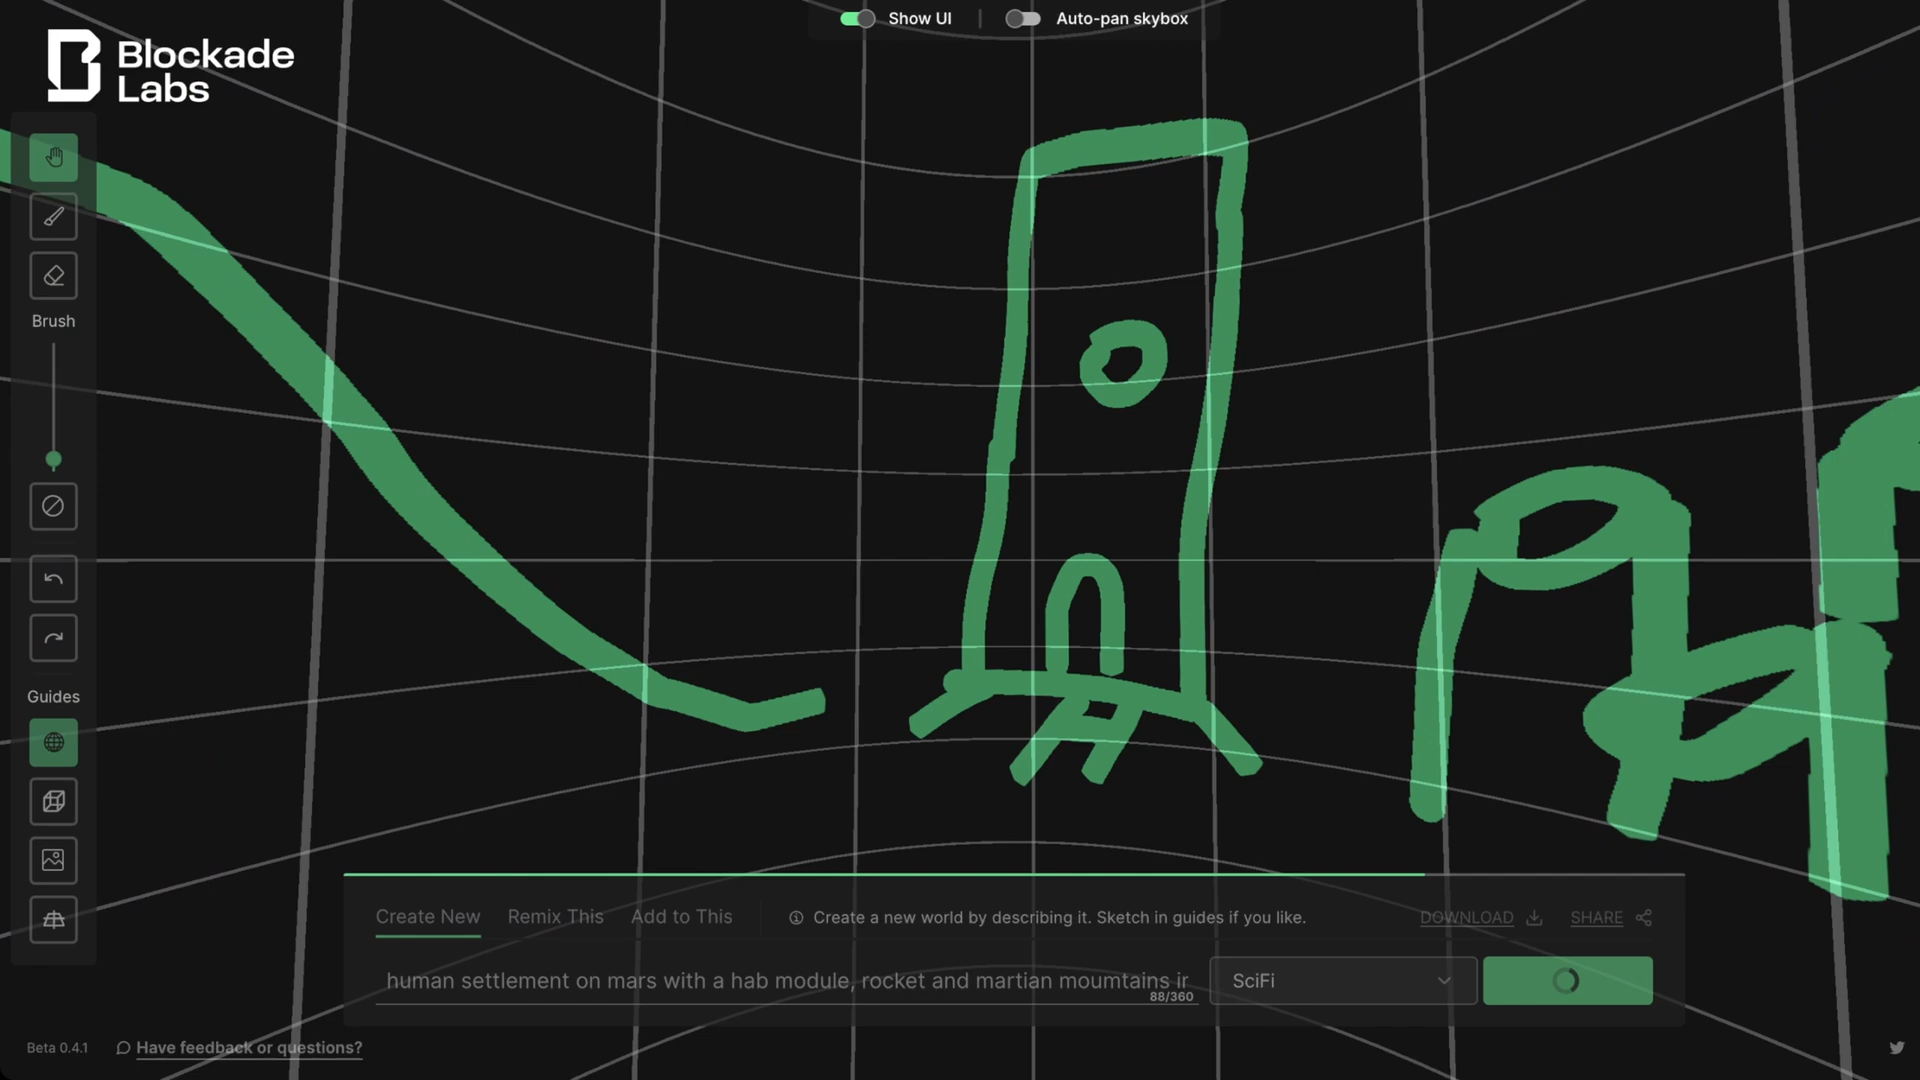 Show UI | Auto-pan skybox
Blockade
Labs
Brush
Guides
Create New Remix This Add to This Create a new world by describing it. Sketch in guides if you like. DOWNLOAD SHARE
human settlement on mars with a hab module, rocket and martian moumtains ir SciFi
88/360
Beta 0.4.1 Have feedback or questions?